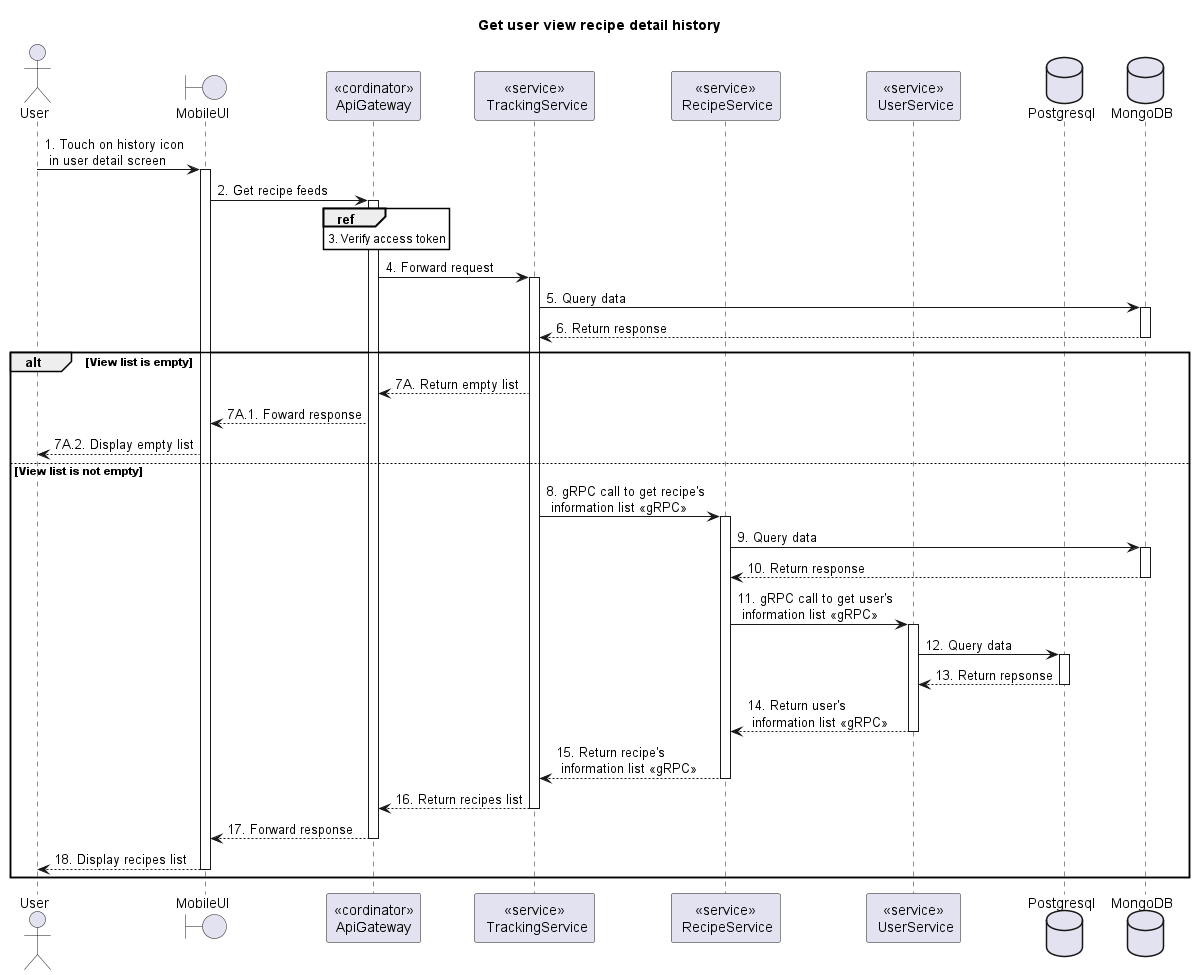 Get user view recipe detail history
User
MobileUI
«cordinator»
ApiGateway
«service»
TrackingService
«service»
RecipeService
«service»
UserService
Postgresql
MongoDB
1. Touch on history icon
in user detail screen
2. Get recipe feeds
ref
3. Verify access token
4. Forward request
5. Query data
6. Return response
alt
[View list is empty]
7A. Return empty list
7A.1. Foward response
7A.2. Display empty list
[View list is not empty]
8. gRPC call to get recipe's
information list «gRPC»
9. Query data
10. Return response
11. gRPC call to get user's
information list «gRPC»
12. Query data
13. Return repsonse
14. Return user's
information list «gRPC»
15. Return recipe's
information list «gRPC»
16. Return recipes list
17. Forward response
18. Display recipes list
User
MobileUI
«cordinator»
ApiGateway
«service»
TrackingService
«service»
RecipeService
«service»
UserService
Postgresql
MongoDB